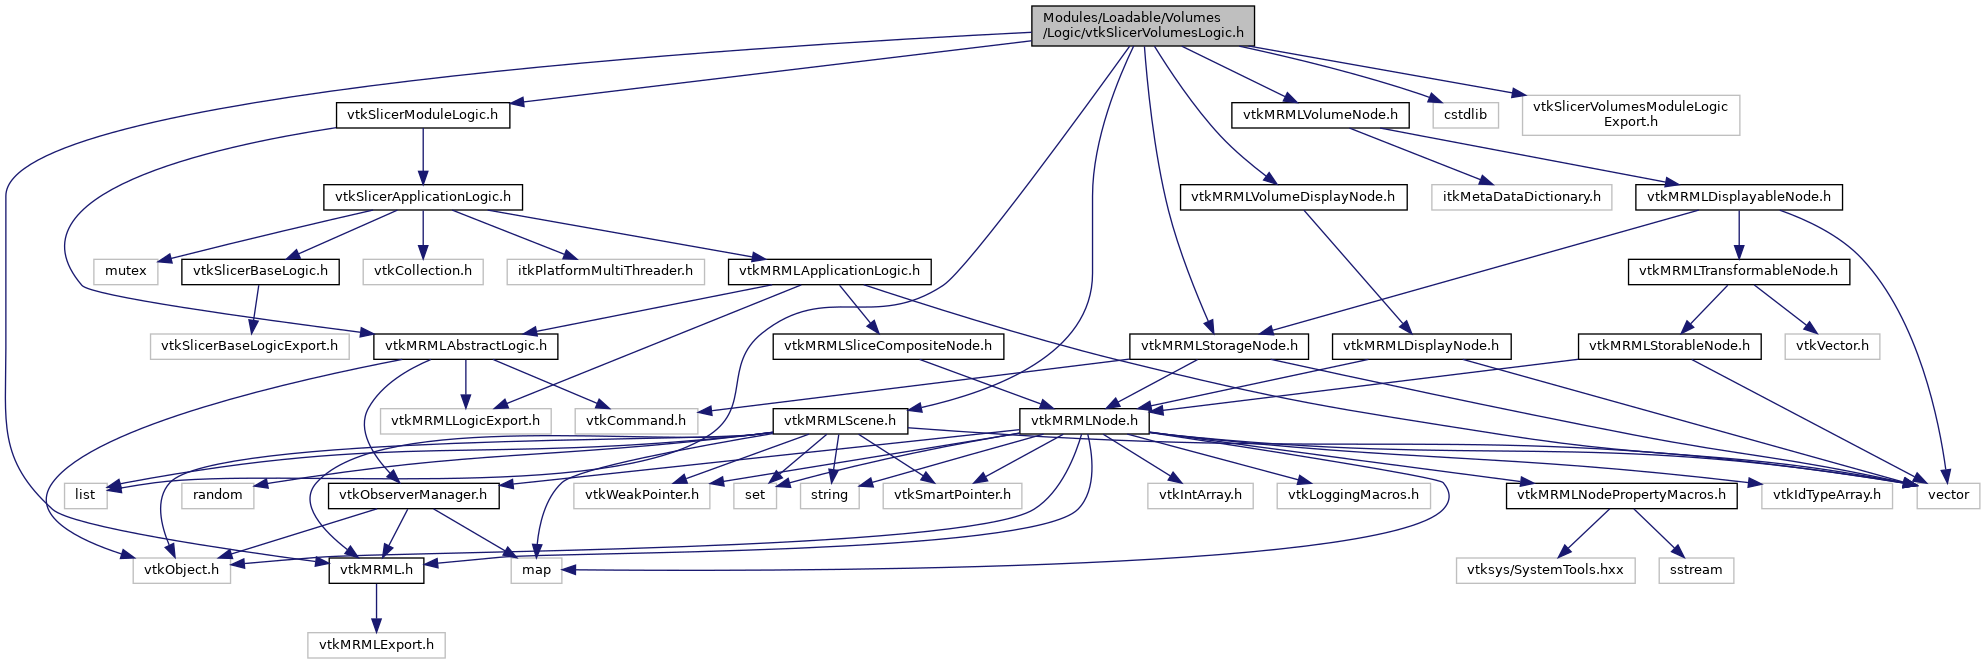 Modules/Loadable/Volumes
/Logic/vtkSlicerVolumesLogic.h
vtkSlicerModuleLogic.h
vtkMRMLVolumeNode.h
cstdlib
vtkSlicerVolumesModuleLogic
Export.h
vtkSlicerApplicationLogic.h
vtkMRMLVolumeDisplayNode.h
itkMetaDataDictionary.h
vtkMRMLDisplayableNode.h
mutex
vtkSlicerBaseLogic.h
vtkCollection.h
itkPlatformMultiThreader.h
vtkMRMLApplicationLogic.h
vtkMRMLTransformableNode.h
vtkSlicerBaseLogicExport.h
vtkMRMLAbstractLogic.h
vtkMRMLSliceCompositeNode.h
vtkMRMLStorageNode.h
vtkMRMLDisplayNode.h
vtkMRMLStorableNode.h
vtkVector.h
vtkMRMLLogicExport.h
vtkCommand.h
vtkMRMLScene.h
vtkMRMLNode.h
list
random
vtkObserverManager.h
vtkWeakPointer.h
set
string
vtkSmartPointer.h
vtkIntArray.h
vtkLoggingMacros.h
vtkMRMLNodePropertyMacros.h
vtkIdTypeArray.h
vector
vtkObject.h
vtkMRML.h
map
vtksys/SystemTools.hxx
sstream
vtkMRMLExport.h